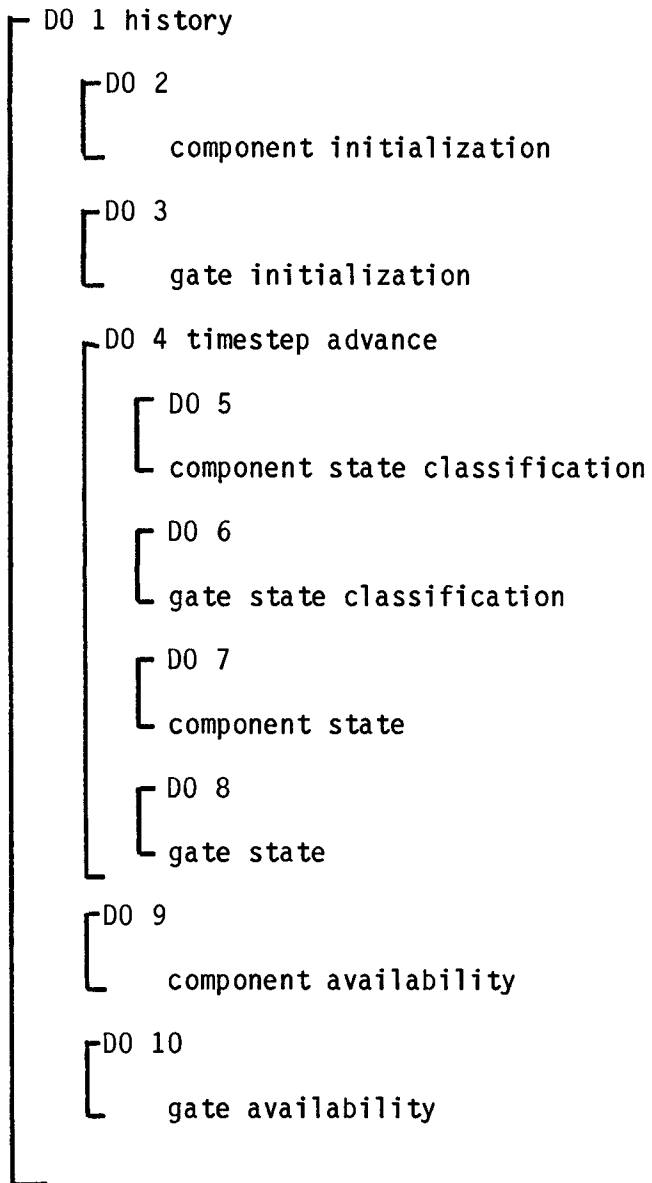 DO 1 history
DO 2
component initialization
DO 3
gate initialization
DO 4 timestep advance
DO 5
component state classification
DO 6
gate state classification
DO 7
component state
DO 8
gate state
DO 9
component availability
DO 10
gate availability